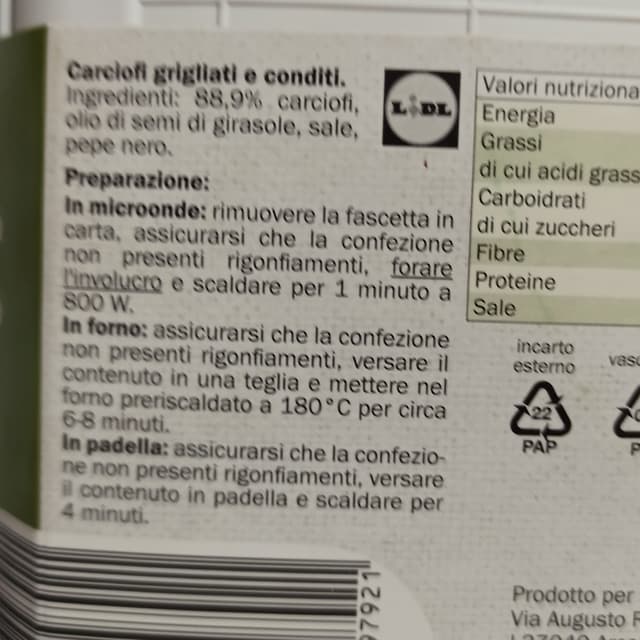 Carciofi grigliati e conditi.
Ingredienti: 88,9% carciofi,
olio di semi di girasole, sale,
pepe nero.
Preparazione:
In microonde: rimuovere la fascetta in
carta, assicurarsi che la confezione
non presenti rigonfiamenti, forare
l'involucro e scaldare per 1 minuto a
800 W.
In forno: assicurarsi che la confezione
non presenti rigonfiamenti, versare il
contenuto in una teglia e mettere nel
forno preriscaldato a 180°C per circa
6-8 minuti.
In padella: assicurarsi che la confezio-
ne non presenti rigonfiamenti, versare
il contenuto in padella e scaldare per
4 minuti.
LIDL
Valori nutriziona
Energia
Grassi
di cui acidi grass
Carboidrati
di cui zuccheri
Fibre
Proteine
Sale
incarto
esterno
22
PAP
vasc
P
97921
Prodotto per
Via Augusto